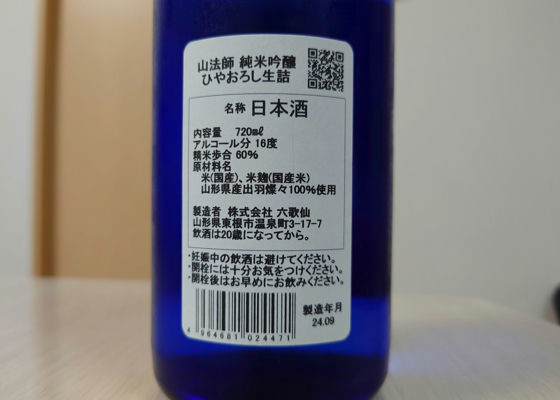 山法師 純米吟醸
ひやおろし生詰
名称 日本酒
内容量 720mℓ
アルコール分 16度
精米歩合 60%
原材料名
米(国産)、米麹(国産米)
山形県産出羽燦々100%使用
製造者 株式会社 六歌仙
山形県東根市温泉町3-17-7
飲酒は20歳になってから。
・妊娠中の飲酒は避けてください。
・開栓には十分お気をつけください。
・開栓後はお早めにお飲みください。
製造年月
24.09
4 964681 024471